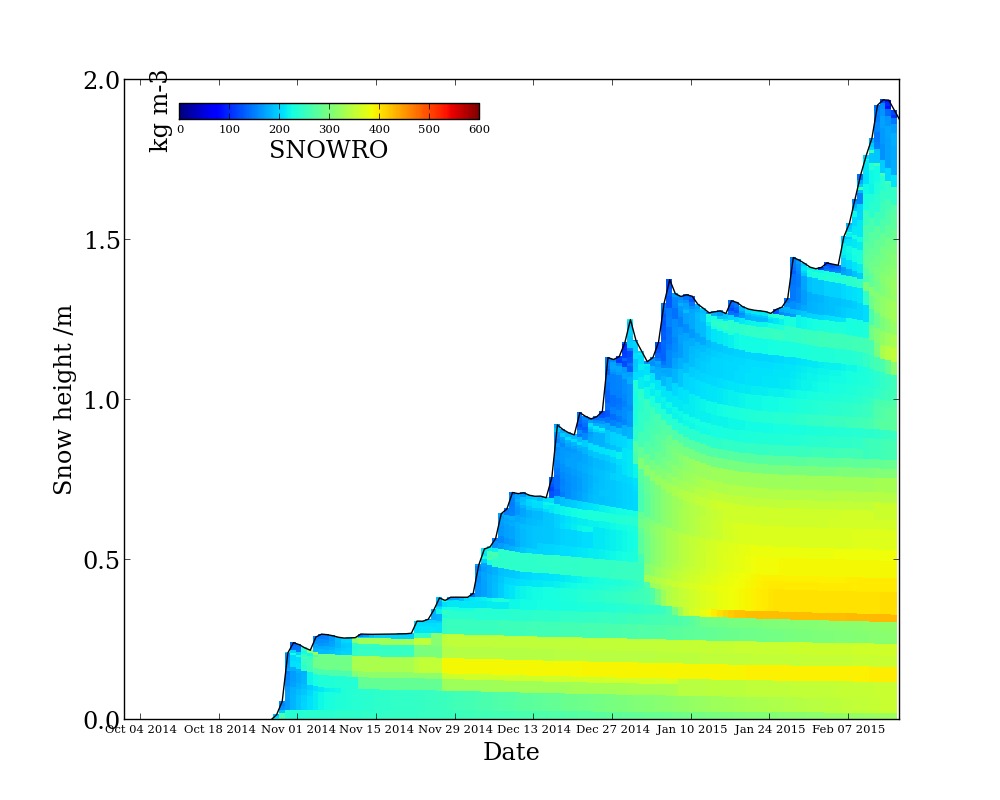 2.0
kg m-3
0 100 200 300 400 500 600
SNOWRO
1.5
Snow height /m
1.0
0.5
0.0
Oct 04 2014 Oct 18 2014 Nov 01 2014 Nov 15 2014 Nov 29 2014 Dec 13 2014 Dec 27 2014 Jan 10 2015 Jan 24 2015 Feb 07 2015
Date